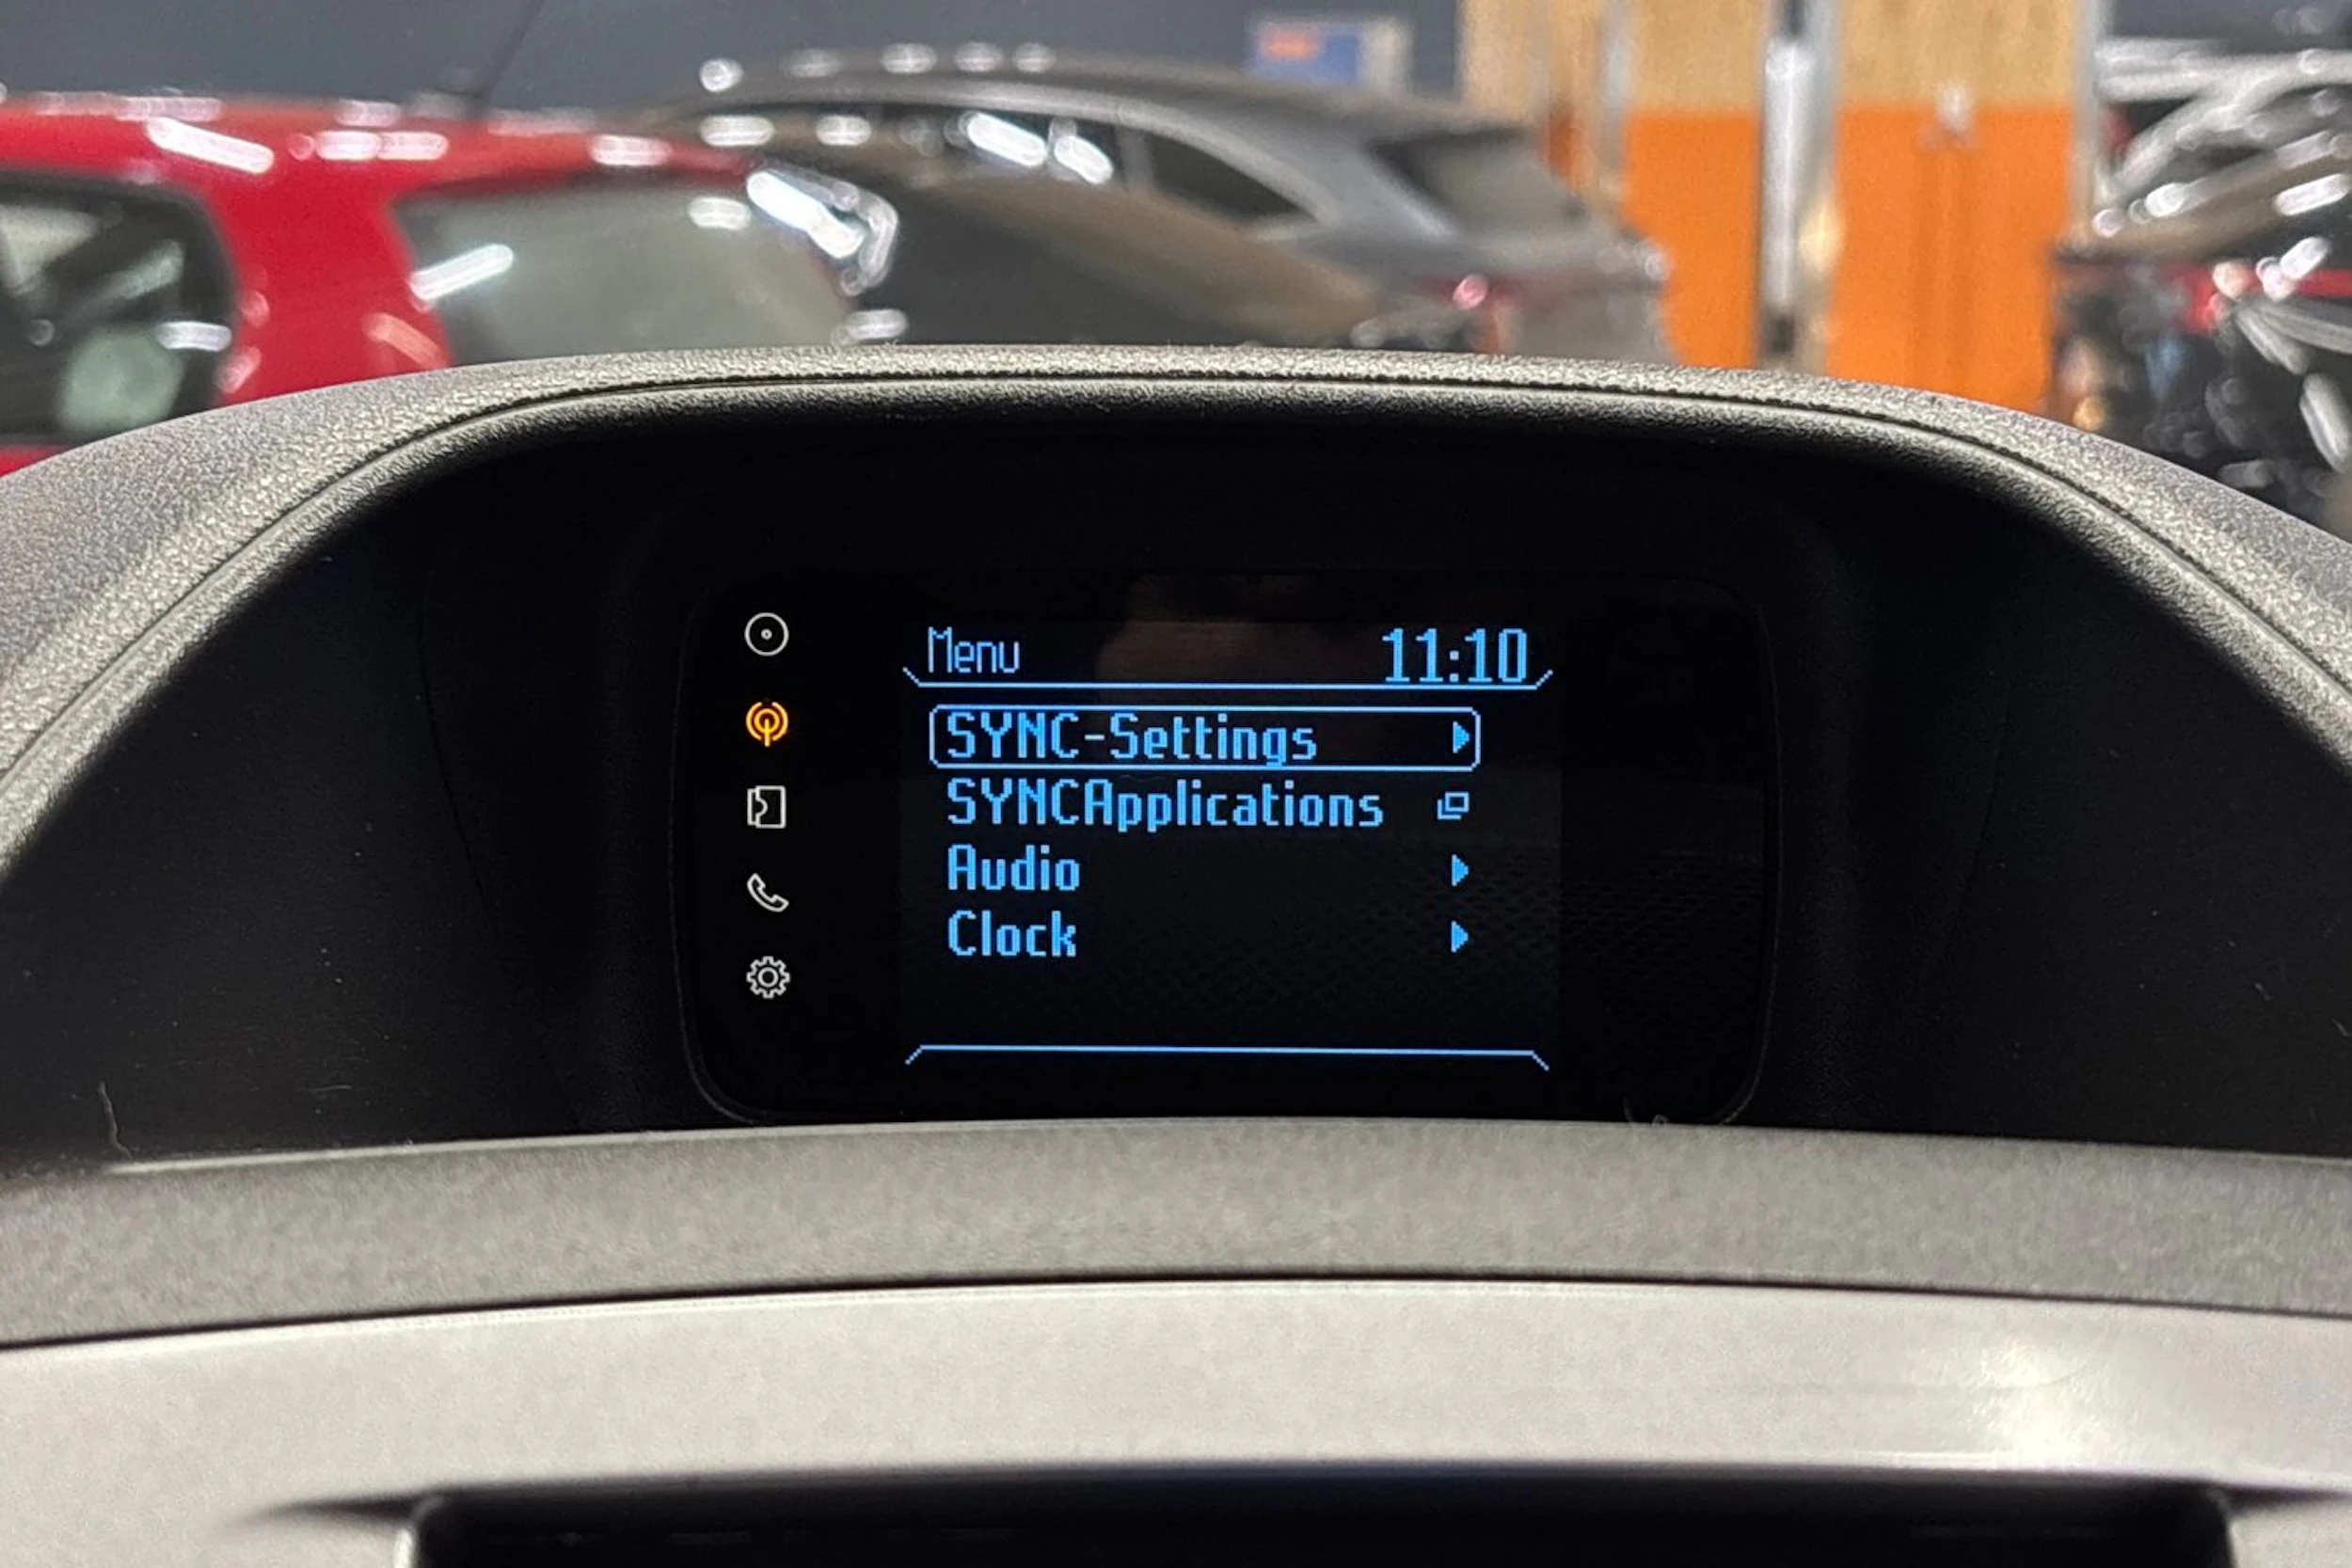 Menu 11:10
SYNC-Settings
SYNCApplications
Audio
Clock